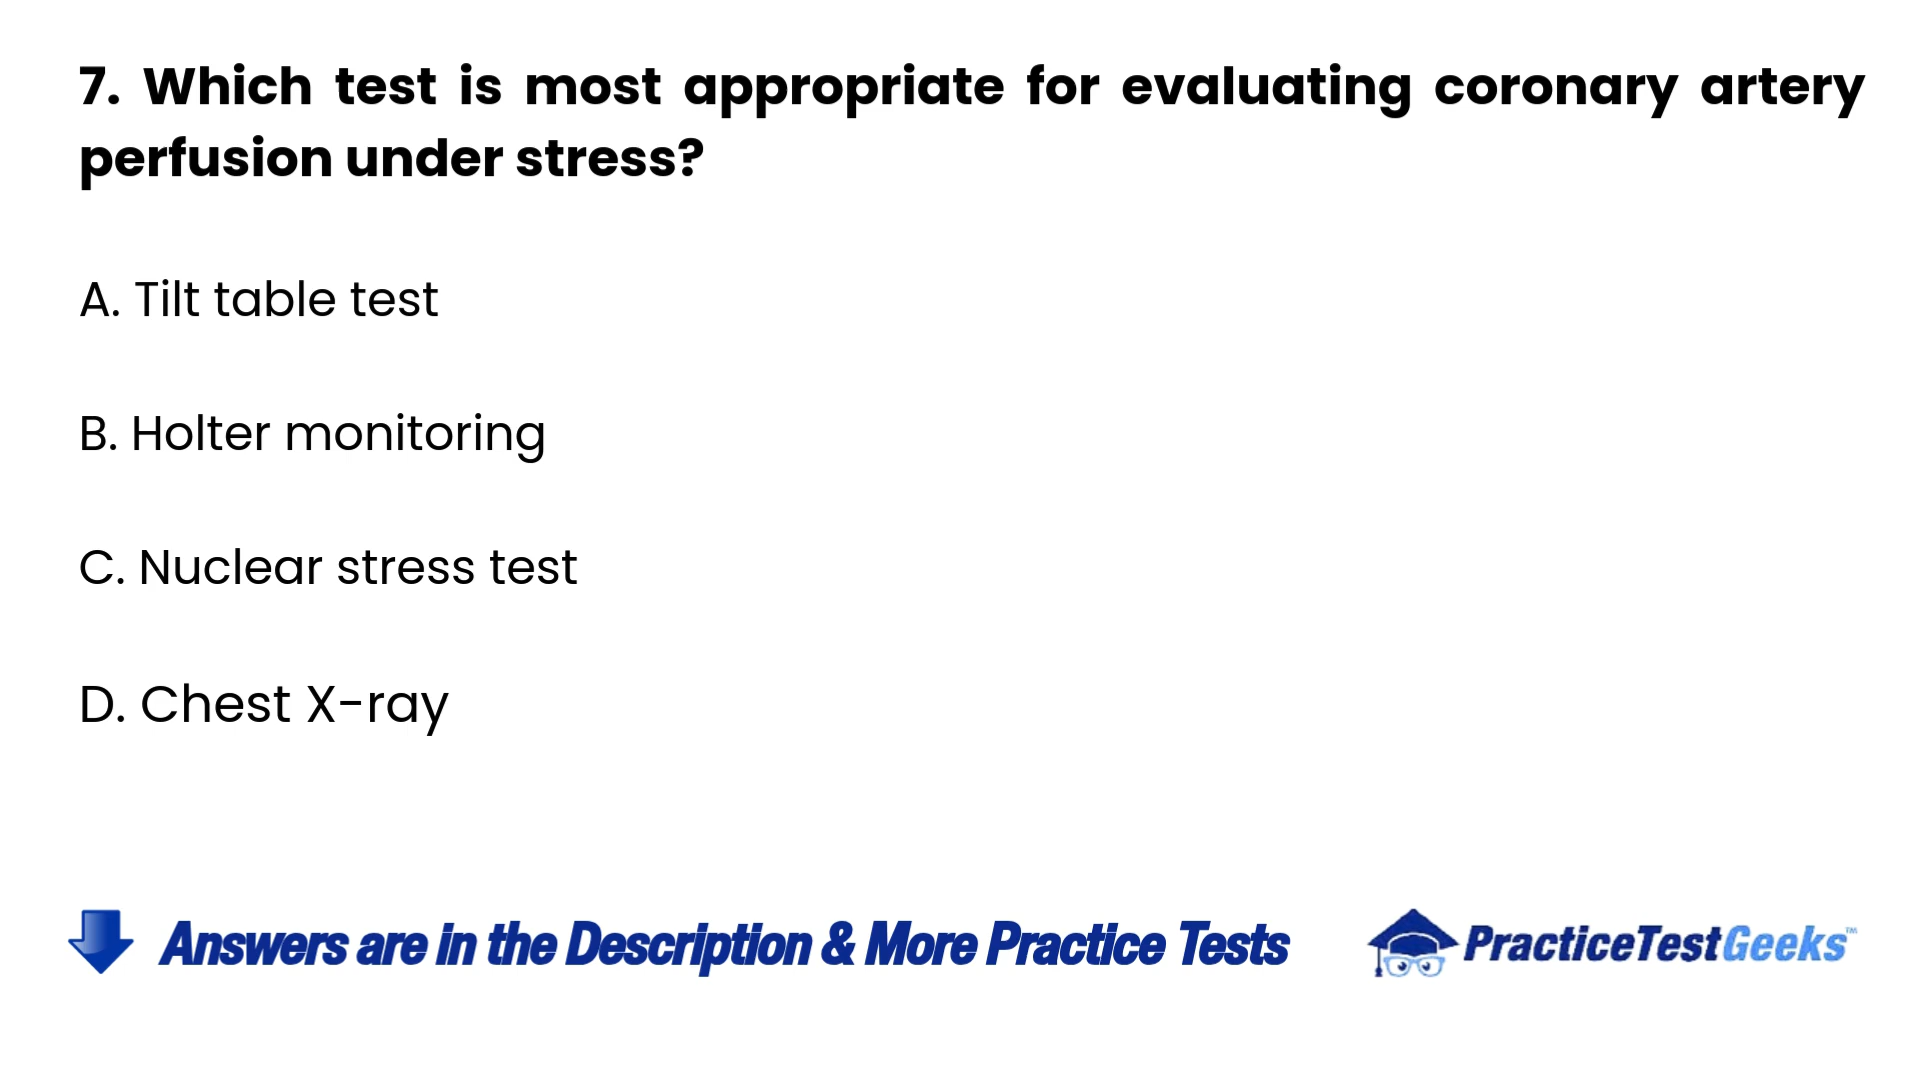 7. Which test is most appropriate for evaluating coronary artery
perfusion under stress?
A. Tilt table test
B. Holter monitoring
C. Nuclear stress test
D. Chest X-ray
Answers are in the Description & More Practice Tests
PracticeTestGeeks™